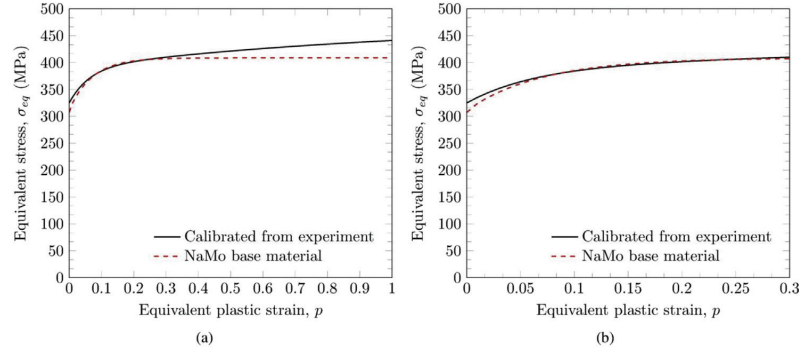 500
450
400
350
300
250
200
150
100
50
0
Equivalent stress, σeq (MPa)
Calibrated from experiment
NaMo base material
0 0.1 0.2 0.3 0.4 0.5 0.6 0.7 0.8 0.9 1
Equivalent plastic strain, p
(a)
500
450
400
350
300
250
200
150
100
50
0
Equivalent stress, σeq (MPa)
Calibrated from experiment
NaMo base material
0 0.05 0.1 0.15 0.2 0.25 0.3
Equivalent plastic strain, p
(b)